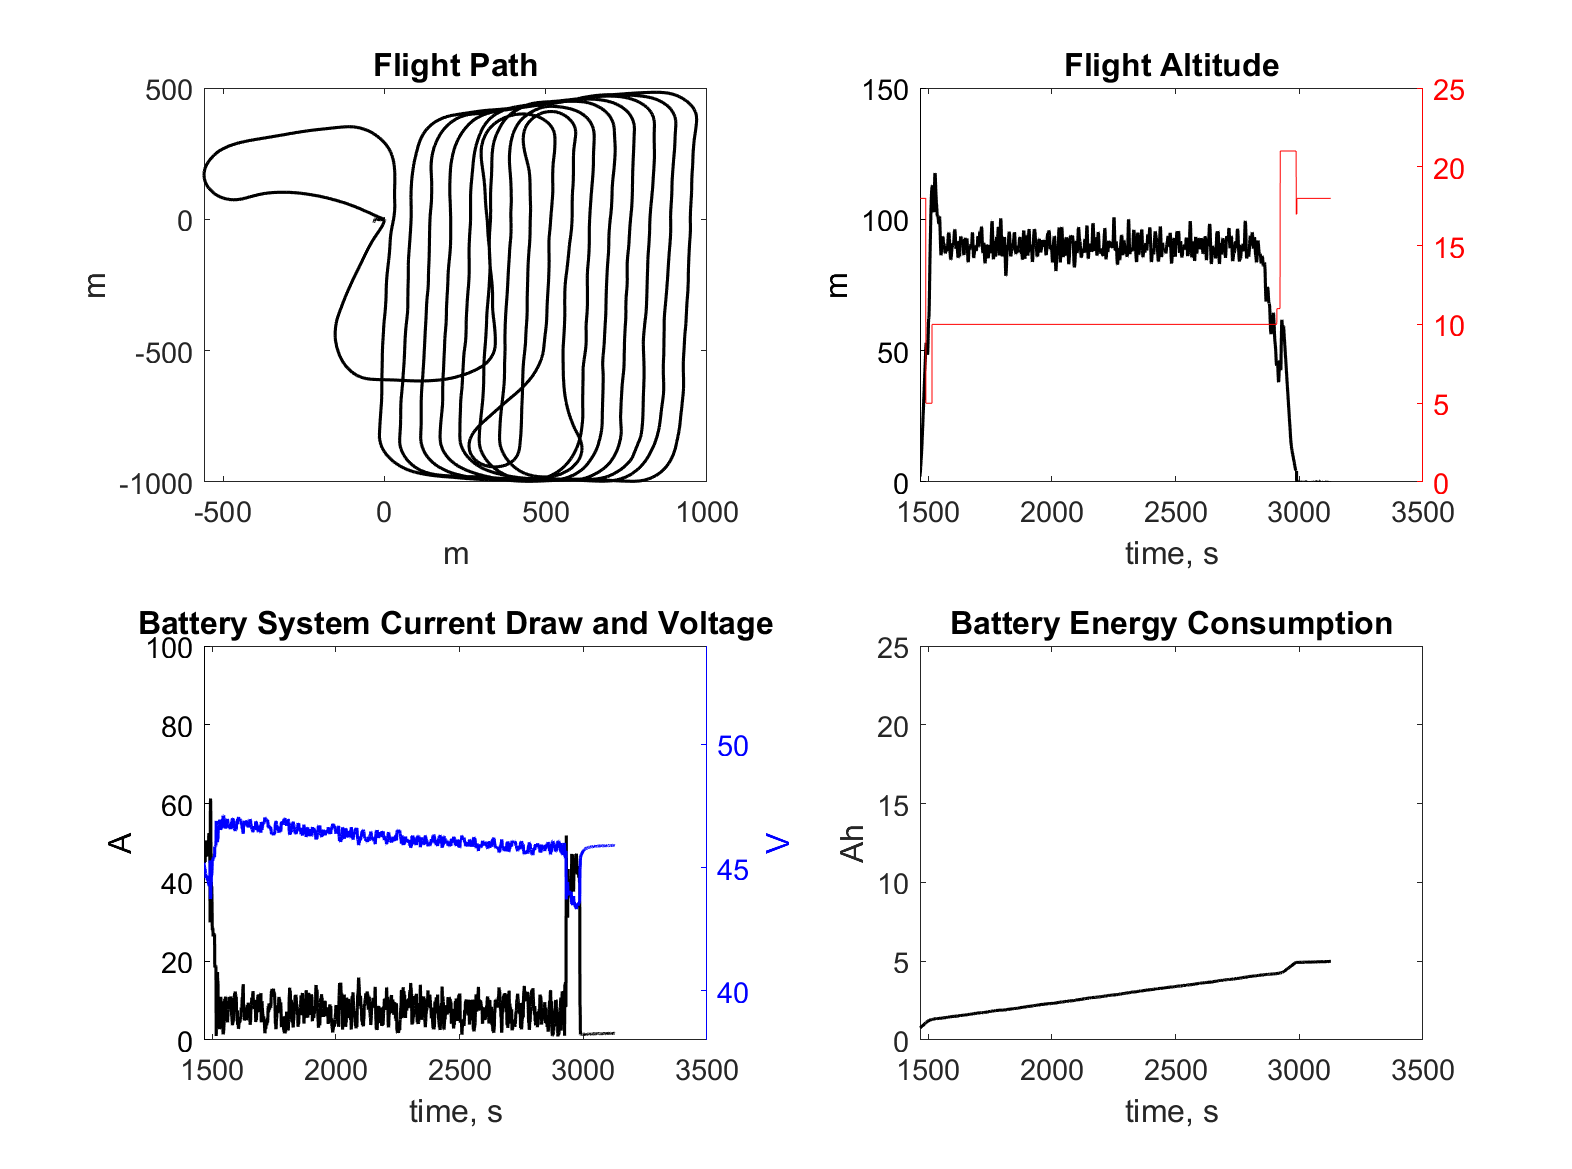 Flight Path
500
0
-500
-1000
m
-500 0 500 1000
m
Flight Altitude
150
100
50
0
m
25
20
15
10
5
0
1500 2000 2500 3000 3500
time, s
Battery System Current Draw and Voltage
100
80
60
40
20
0
A
50
45
40
V
1500 2000 2500 3000 3500
time, s
Battery Energy Consumption
25
20
15
10
5
0
Ah
1500 2000 2500 3000 3500
time, s